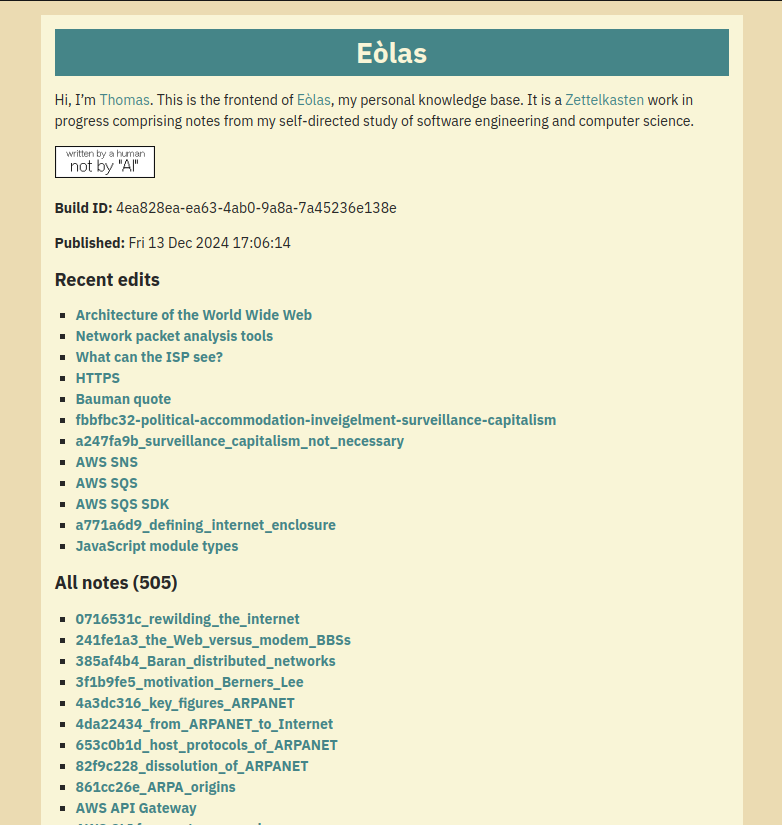 Eòlas
Hi, I’m Thomas. This is the frontend of Eòlas, my personal knowledge base. It is a Zettelkasten work in
progress comprising notes from my self-directed study of software engineering and computer science.
written by a human
not by "AI"
Build ID: 4ea828ea-ea63-4ab0-9a8a-7a45236e138e
Published: Fri 13 Dec 2024 17:06:14
Recent edits
Architecture of the World Wide Web
Network packet analysis tools
What can the ISP see?
HTTPS
Bauman quote
fbbfbc32-political-accommodation-inveigelment-surveillance-capitalism
a247fa9b_surveillance_capitalism_not_necessary
AWS SNS
AWS SQS
AWS SQS SDK
a771a6d9_defining_internet_enclosure
JavaScript module types
All notes (505)
0716531c_rewilding_the_internet
241fe1a3_the_Web_versus_modem_BBSs
385af4b4_Baran_distributed_networks
3f1b9fe5_motivation_Berners_Lee
4a3dc316_key_figures_ARPANET
4da22434_from_ARPANET_to_Internet
653c0b1d_host_protocols_of_ARPANET
82f9c228_dissolution_of_ARPANET
861cc26e_ARPA_origins
AWS API Gateway